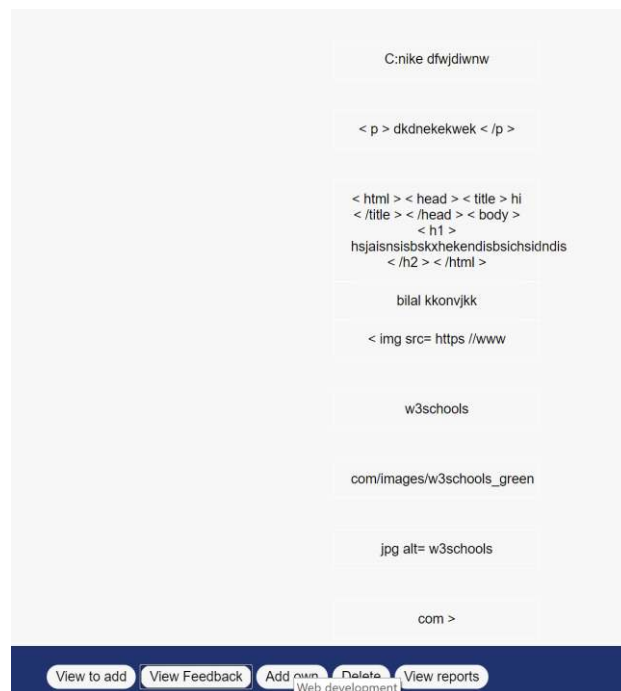 C:nike dfwjdiwnw
< p > dkdnekekwek < /p >
< html > < head > < title > hi
< /title > < /head > < body >
< h1 >
hsjaisnsisbskxhekendisbsichsidndis
< /h2 > < /html >
bilal kkonvjkk
< img src= https //www
w3schools
com/images/w3schools_green
jpg alt= w3schools
com >
View to add View Feedback Add own Delete View reports
Web development